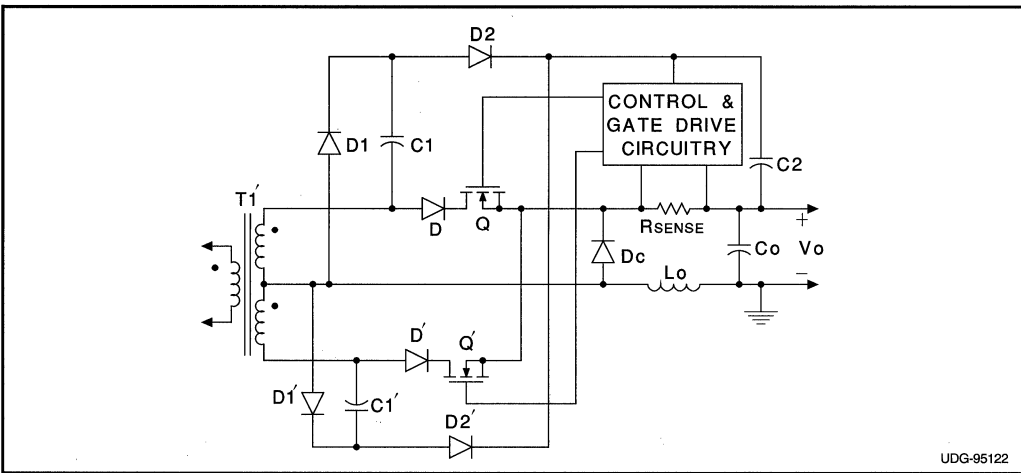 D2
CONTROL &
GATE DRIVE
CIRCUITRY
D1
C1
C2
T1′
D
Q
RSENSE
+
Dc
Co
Vo
Lo
−
D′
Q′
D1′
C1′
D2′
UDG-95122